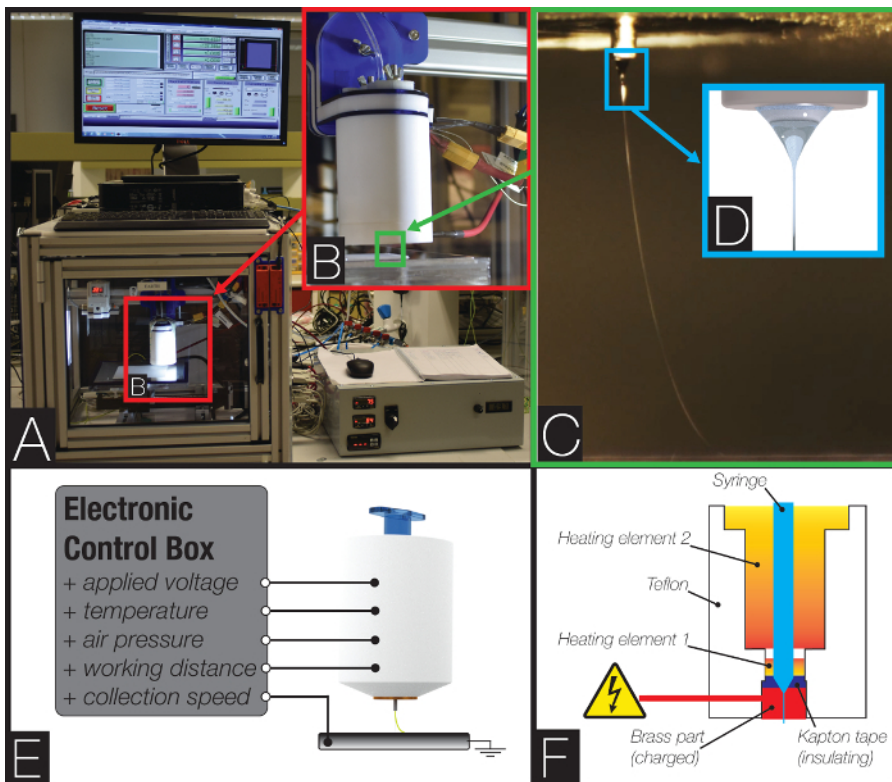 A
B
B
C
D
Electronic
Control Box
+ applied voltage
+ temperature
+ air pressure
+ working distance
+ collection speed
E
Syringe
Heating element 2
Teflon
Heating element 1
Brass part
(charged)
Kapton tape
(insulating)
F